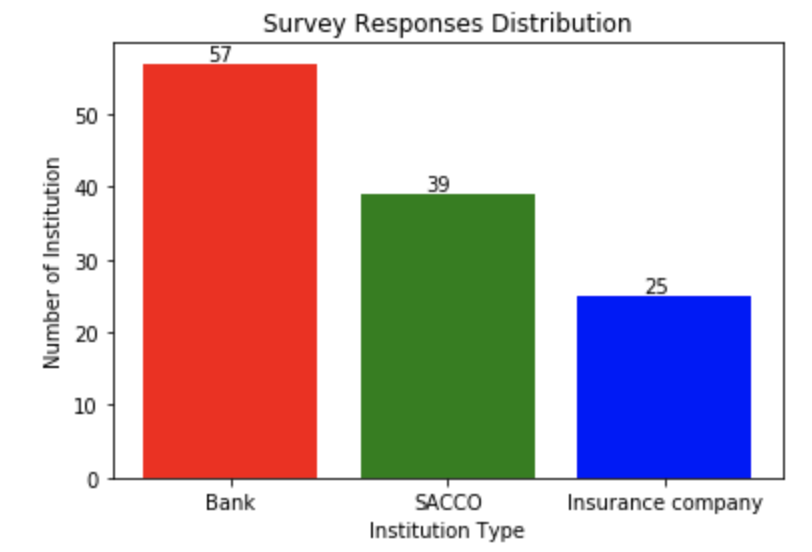 Survey Responses Distribution
57
39
25
50
40
30
20
10
0
Number of Institution
Bank
SACCO
Insurance company
Institution Type